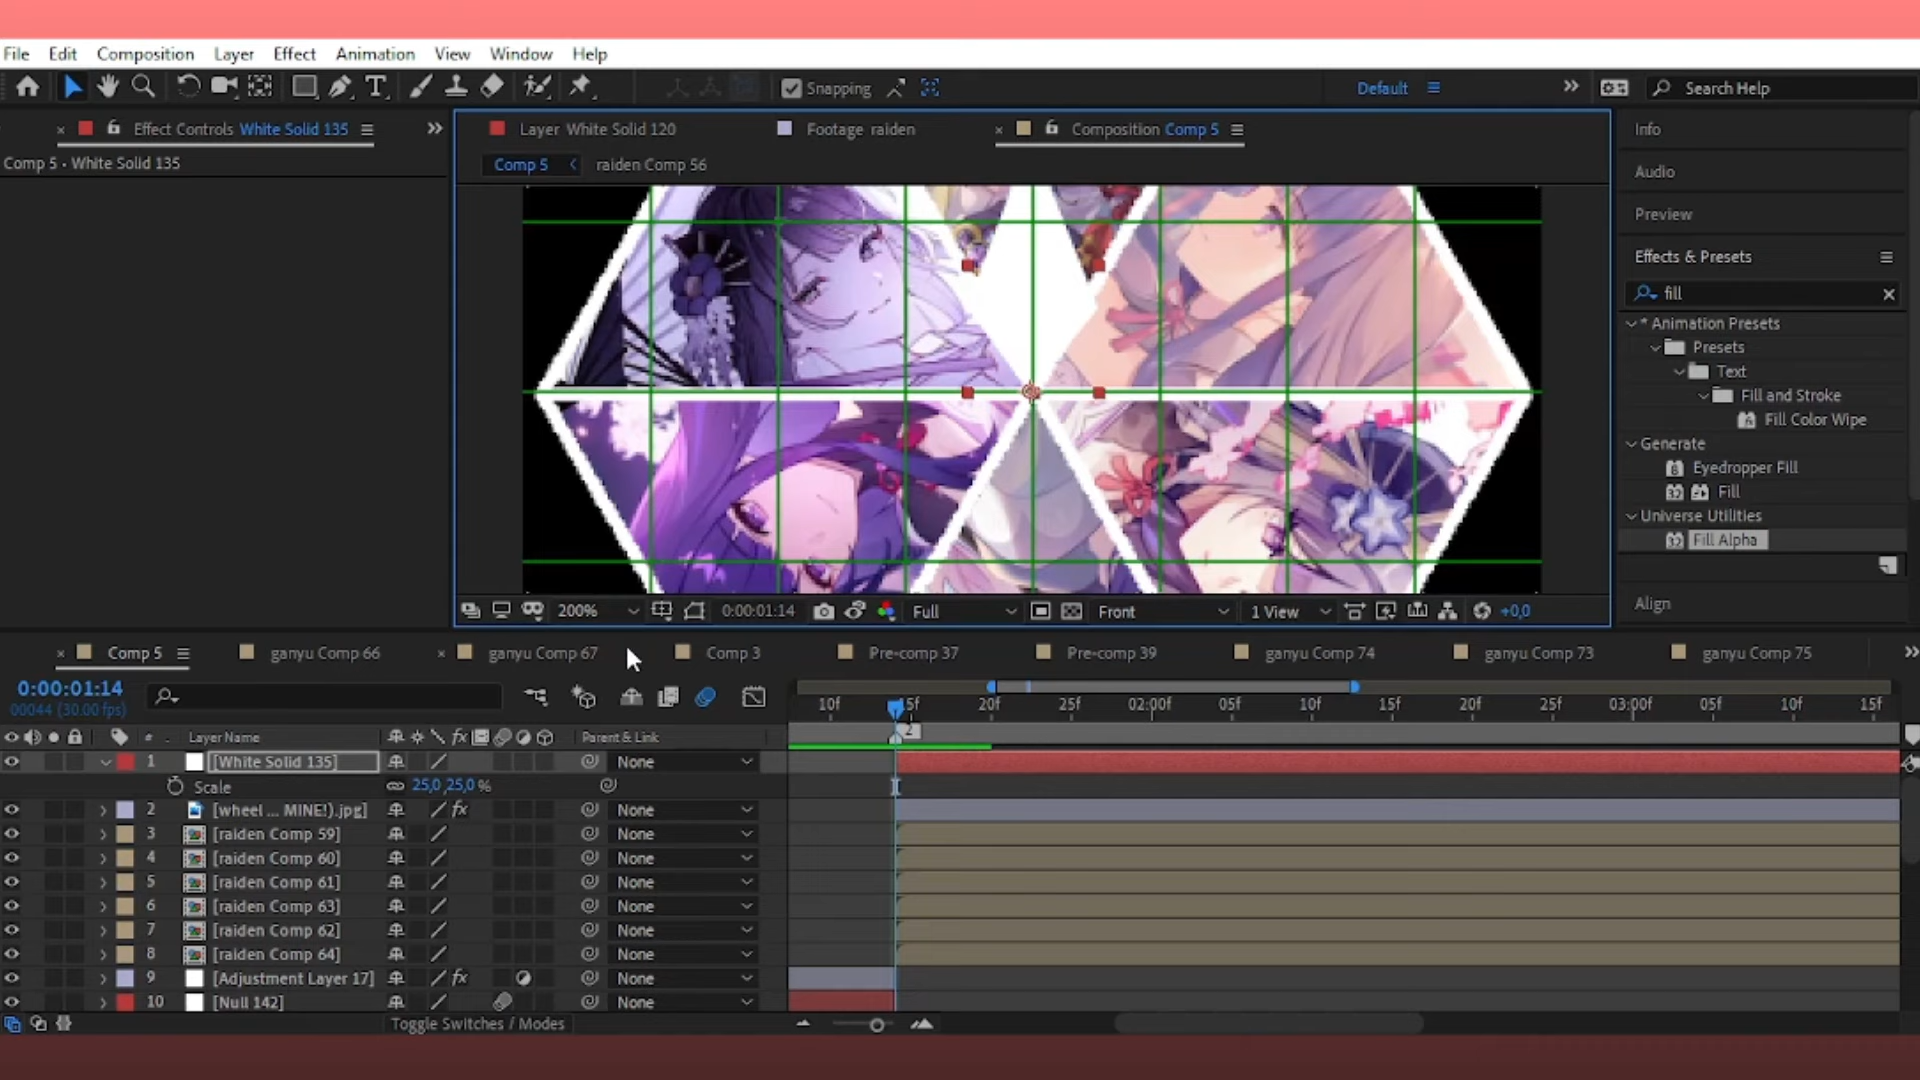 File Edit Composition Layer Effect Animation View Window Help
Snapping Default Search Help
Effect Controls White Solid 135 Layer White Solid 120 Footage raiden Composition Comp 5 Info
Comp 5 • White Solid 135 Comp 5 raiden Comp 56 Audio
Preview
Effects & Presets
fill
* Animation Presets
Presets
Text
Fill and Stroke
Fill Color Wipe
Generate
Eyedropper Fill
Fill
Universe Utilities
Fill Alpha
Align
200% 0:00:01:14 Full Front 1 View +0,0
Comp 5 ganyu Comp 66 ganyu Comp 67 Comp 3 Pre-comp 37 Pre-comp 39 ganyu Comp 74 ganyu Comp 73 ganyu Comp 75
0:00:01:14
00044 (30.00 fps) 10f 15f 20f 25f 02:00f 05f 10f 15f 20f 25f 03:00f 05f 10f 15f
# Layer Name Parent & Link 2
1 [White Solid 135] None
Scale 25,0,25,0 %
2 [wheel ... MINE!).jpg] None
3 [raiden Comp 59] None
4 [raiden Comp 60] None
5 [raiden Comp 61] None
6 [raiden Comp 63] None
7 [raiden Comp 62] None
8 [raiden Comp 64] None
9 [Adjustment Layer 17] None
10 [Null 142] None
Toggle Switches / Modes